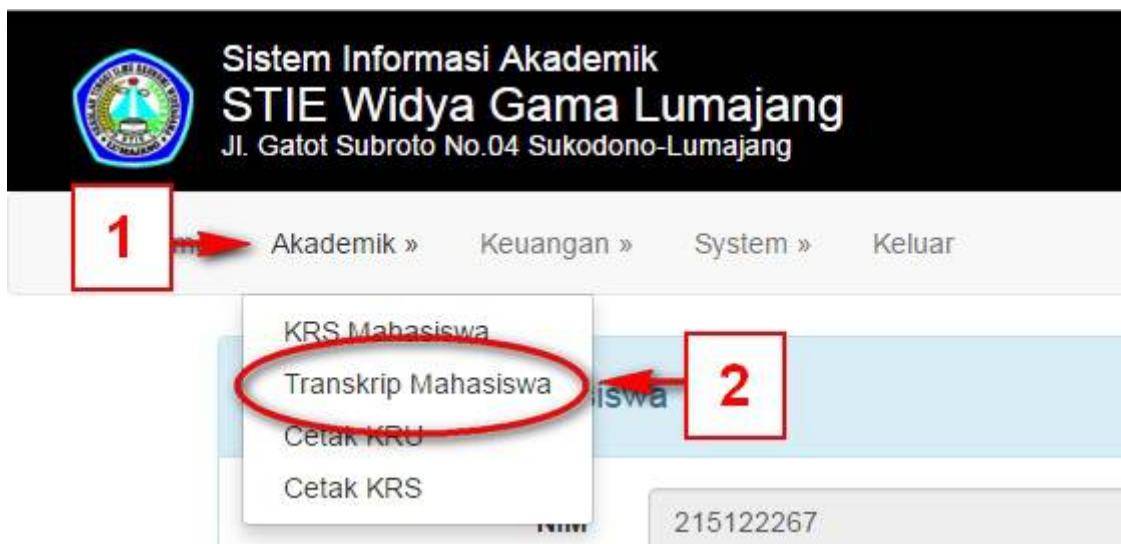 Sistem Informasi Akademik
STIE Widya Gama Lumajang
Jl. Gatot Subroto No.04 Sukodono-Lumajang
1
Akademik » Keuangan » System » Keluar
KRS Mahasiswa
Transkrip Mahasiswa
2
Cetak KRU
Cetak KRS
NIM 215122267